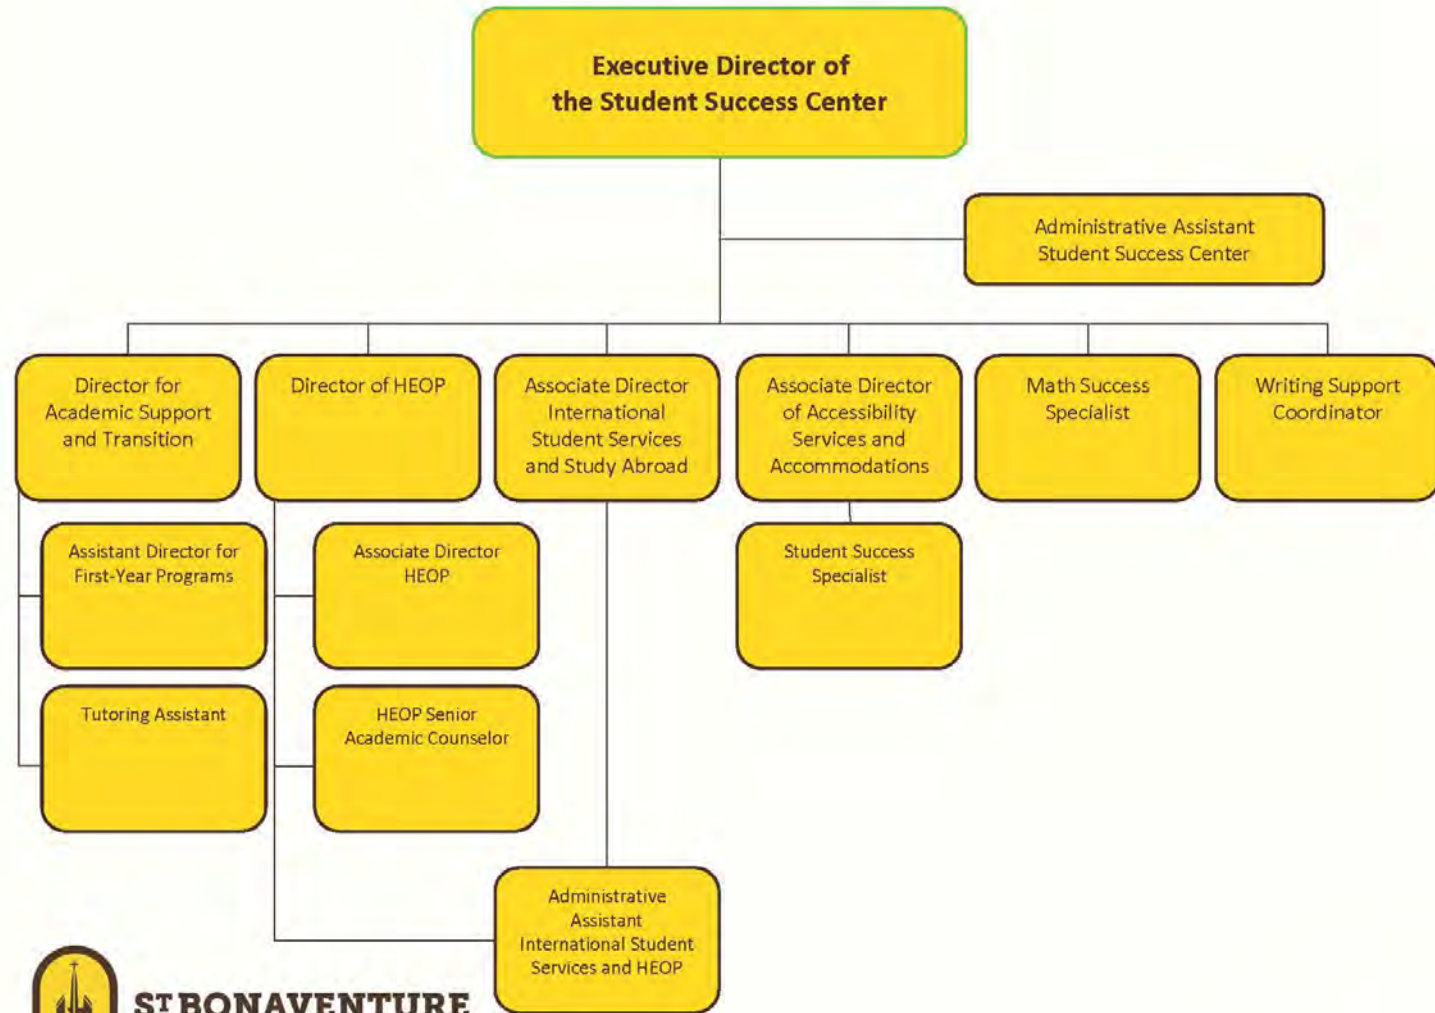 Executive Director of
the Student Success Center
Administrative Assistant
Student Success Center
Director for
Academic Support
and Transition
Director of HEOP
Associate Director
International
Student Services
and Study Abroad
Associate Director
of Accessibility
Services and
Accommodations
Math Success
Specialist
Writing Support
Coordinator
Assistant Director for
First-Year Programs
Associate Director
HEOP
Student Success
Specialist
Tutoring Assistant
HEOP Senior
Academic Counselor
Administrative
Assistant
International Student
Services and HEOP
ST BONAVENTURE